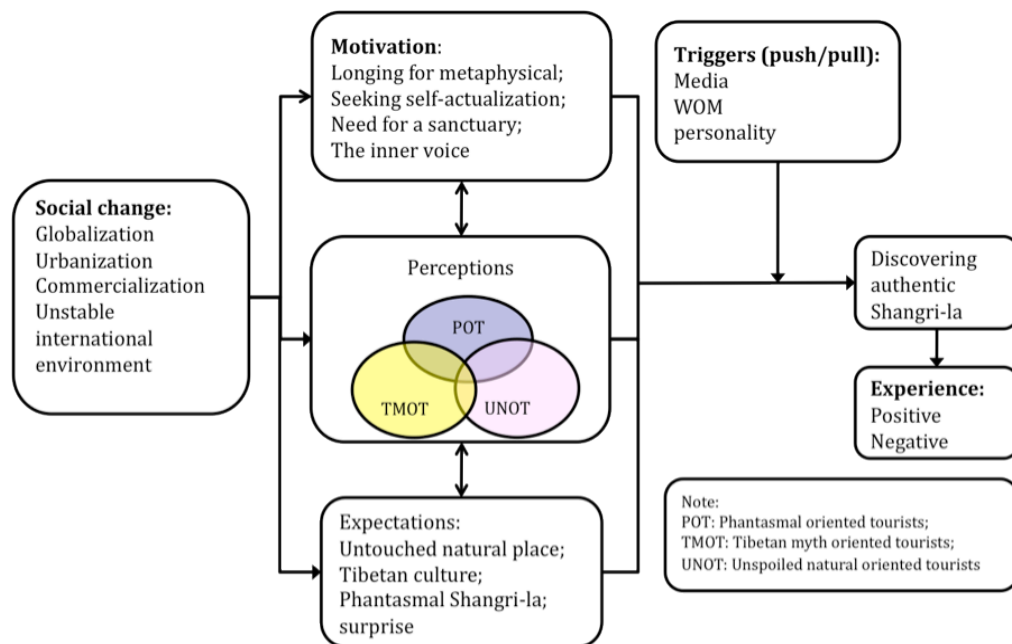 Motivation:
Longing for metaphysical;
Seeking self-actualization;
Need for a sanctuary;
The inner voice
Triggers (push/pull):
Media
WOM
personality
Social change:
Globalization
Urbanization
Commercialization
Unstable
international
environment
Perceptions
POT
TMOT
UNOT
Discovering
authentic
Shangri-la
Experience:
Positive
Negative
Expectations:
Untouched natural place;
Tibetan culture;
Phantasmal Shangri-la;
surprise
Note:
POT: Phantasmal oriented tourists;
TMOT: Tibetan myth oriented tourists;
UNOT: Unspoiled natural oriented tourists